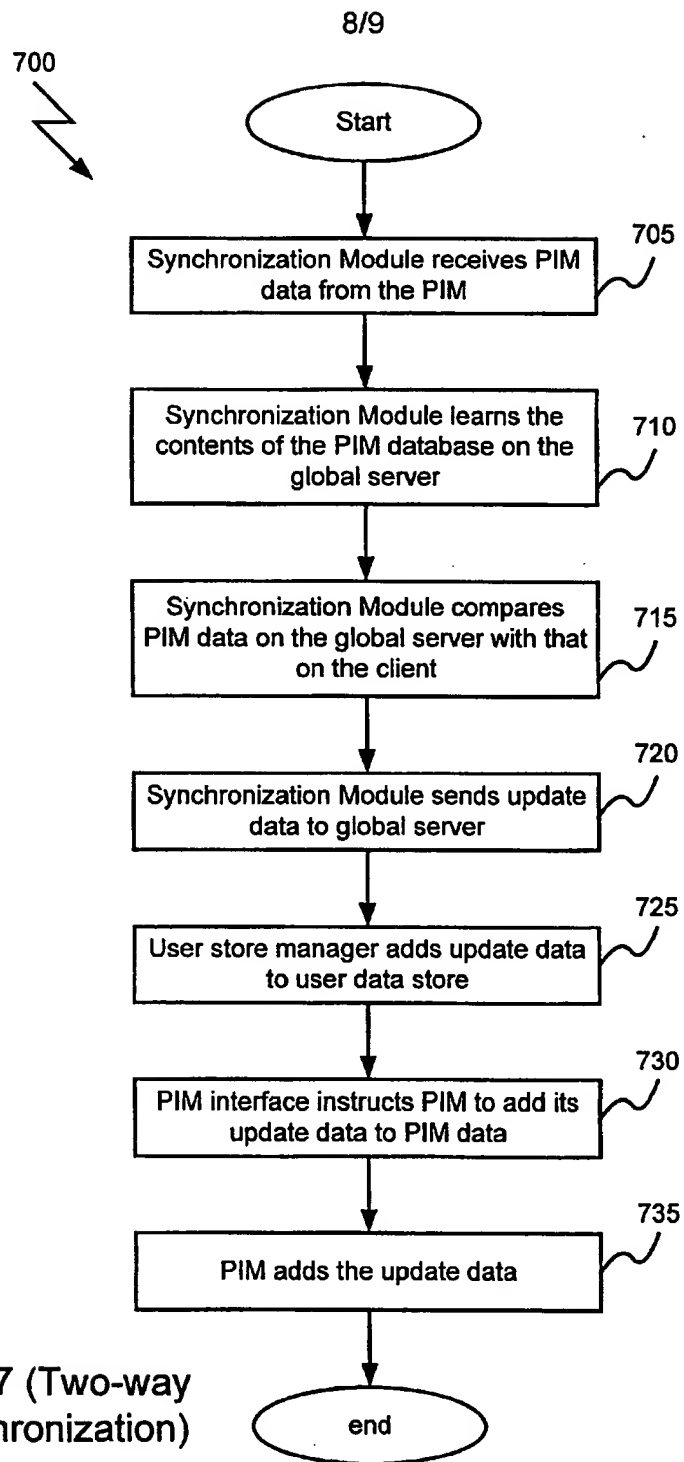 8/9
700
Start
705
Synchronization Module receives PIM
data from the PIM
710
Synchronization Module learns the
contents of the PIM database on the
global server
715
Synchronization Module compares
PIM data on the global server with that
on the client
720
Synchronization Module sends update
data to global server
725
User store manager adds update data
to user data store
730
PIM interface instructs PIM to add its
update data to PIM data
735
PIM adds the update data
7 (Two-way
hronization)
end